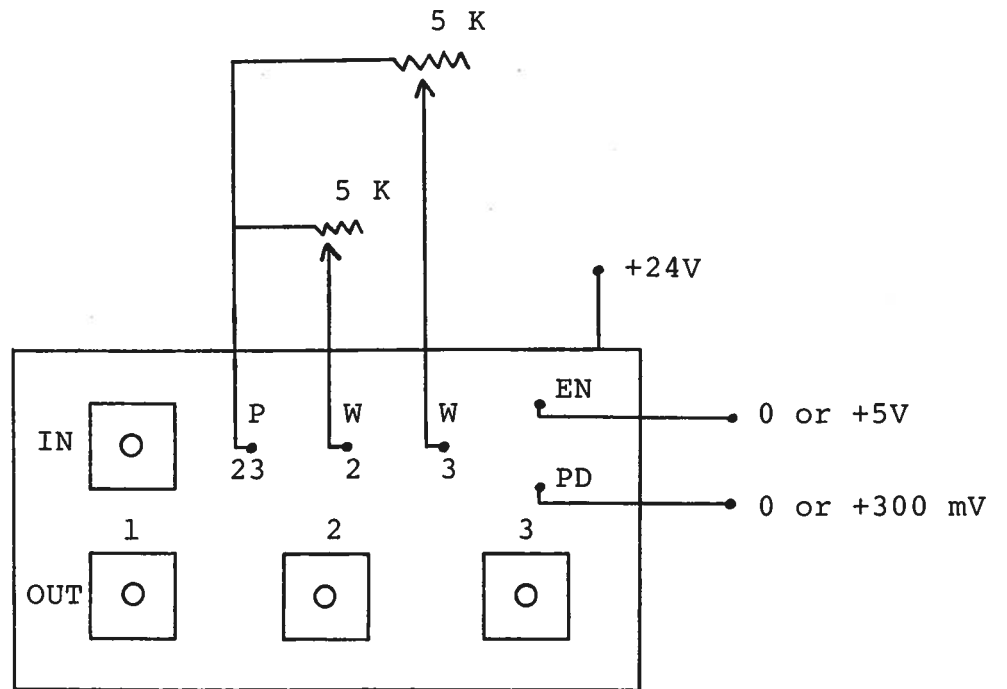 5 K
5 K
+24V
EN
0 or +5V
P W W
IN
23 2 3
PD
0 or +300 mV
1 2 3
OUT